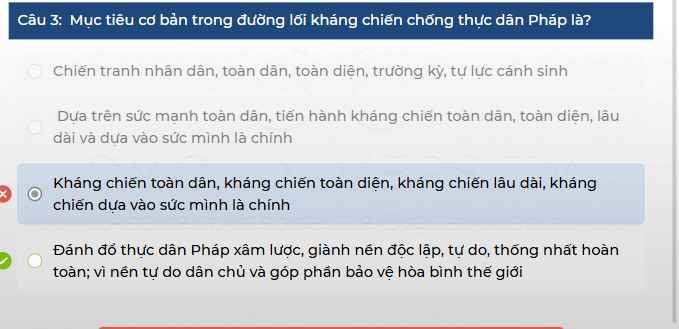 Câu 3: Mục tiêu cơ bản trong đường lối kháng chiến chống thực dân Pháp là?
Chiến tranh nhân dân, toàn dân, toàn diện, trường kỳ, tự lực cánh sinh
Dựa trên sức mạnh toàn dân, tiến hành kháng chiến toàn dân, toàn diện, lâu
dài và dựa vào sức mình là chính
Kháng chiến toàn dân, kháng chiến toàn diện, kháng chiến lâu dài, kháng
chiến dựa vào sức mình là chính
Đánh đổ thực dân Pháp xâm lược, giành nền độc lập, tự do, thống nhất hoàn
toàn; vì nền tự do dân chủ và góp phần bảo vệ hòa bình thế giới